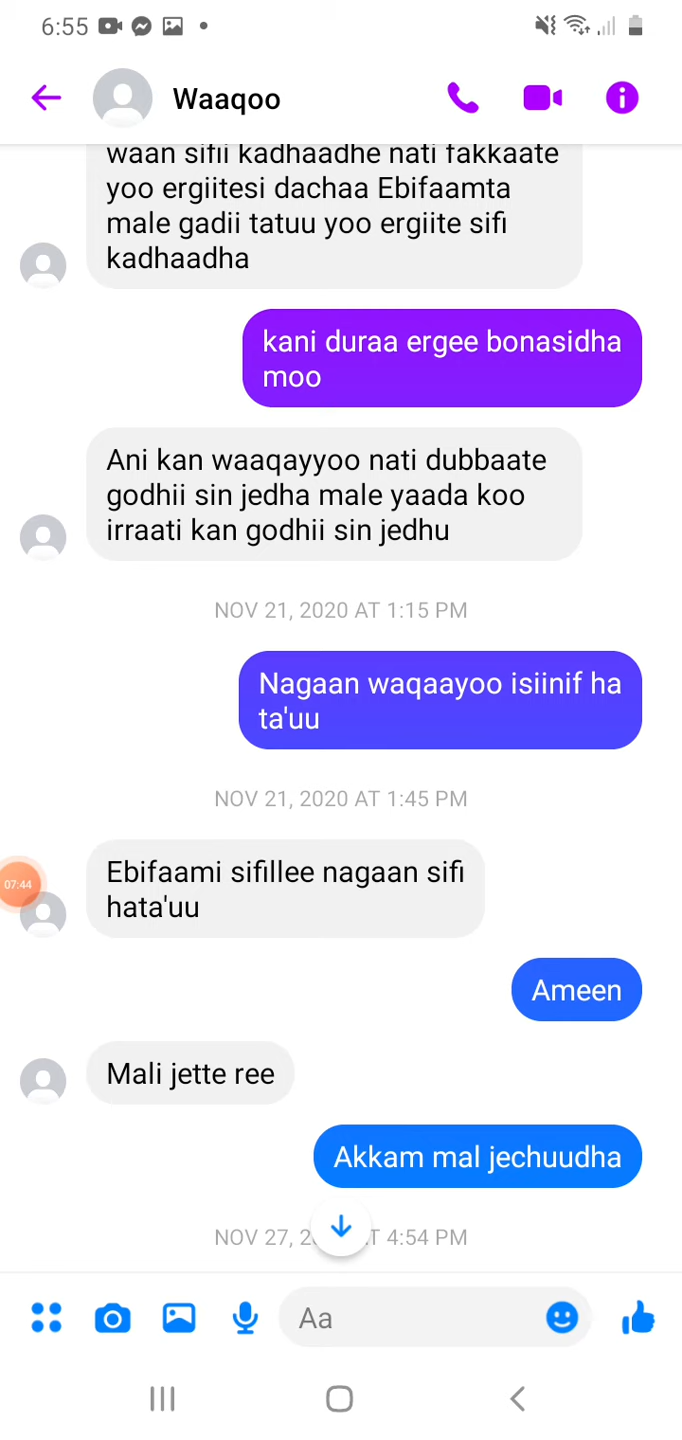 6:55
Waaqoo
waan sifii kadhaadhe nati fakkaate
yoo ergiitesi dachaa Ebifaamta
male gadii tatuu yoo ergiite sifi
kadhaadha
kani duraa ergee bonasidha
moo
Ani kan waaqayyoo nati dubbaate
godhii sin jedha male yaada koo
irraati kan godhii sin jedhu
NOV 21, 2020 AT 1:15 PM
Nagaan waqaayoo isiinif ha
ta'uu
NOV 21, 2020 AT 1:45 PM
07:44
Ebifaami sifillee nagaan sifi
hata'uu
Ameen
Mali jette ree
Akkam mal jechuudha
NOV 27, 2 T 4:54 PM
Aa